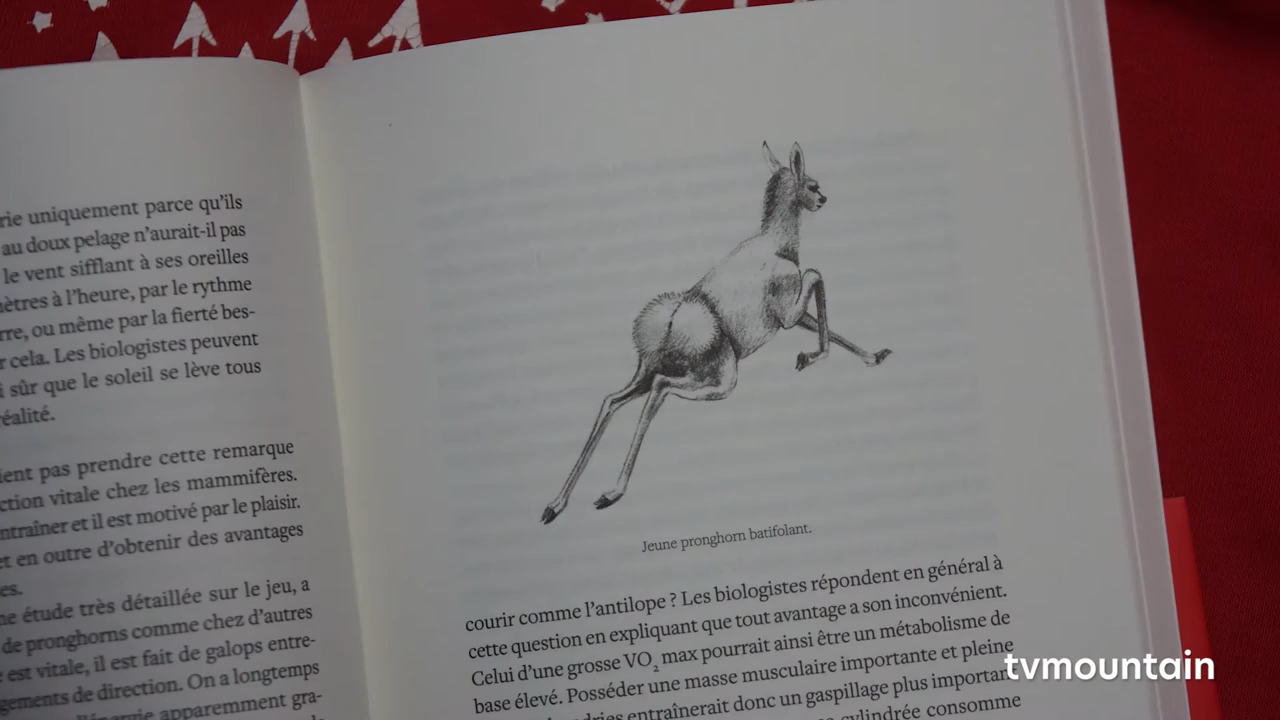 rie uniquement parce qu'ils
au doux pelage n'aurait-il pas
le vent sifflant à ses oreilles
mètres à l'heure, par le rythme
rre, ou même par la fierté bes-
r cela. Les biologistes peuvent
i sûr que le soleil se lève tous
réalité.
ient pas prendre cette remarque
ction vitale chez les mammifères.
ntraîner et il est motivé par le plaisir.
et en outre d'obtenir des avantages
es.
ne étude très détaillée sur le jeu, a
de pronghorns comme chez d'autres
est vitale, il est fait de galops entre-
gements de direction. On a longtemps
apparemment gra-
Jeune pronghorn batifolant.
courir comme l'antilope ? Les biologistes répondent en général à
cette question en expliquant que tout avantage a son inconvénient.
Celui d'une grosse VO₂ max pourrait ainsi être un métabolisme de
base élevé. Posséder une masse musculaire importante et pleine
entraînerait donc un gaspillage plus important
cylindrée consomme
tvmountain